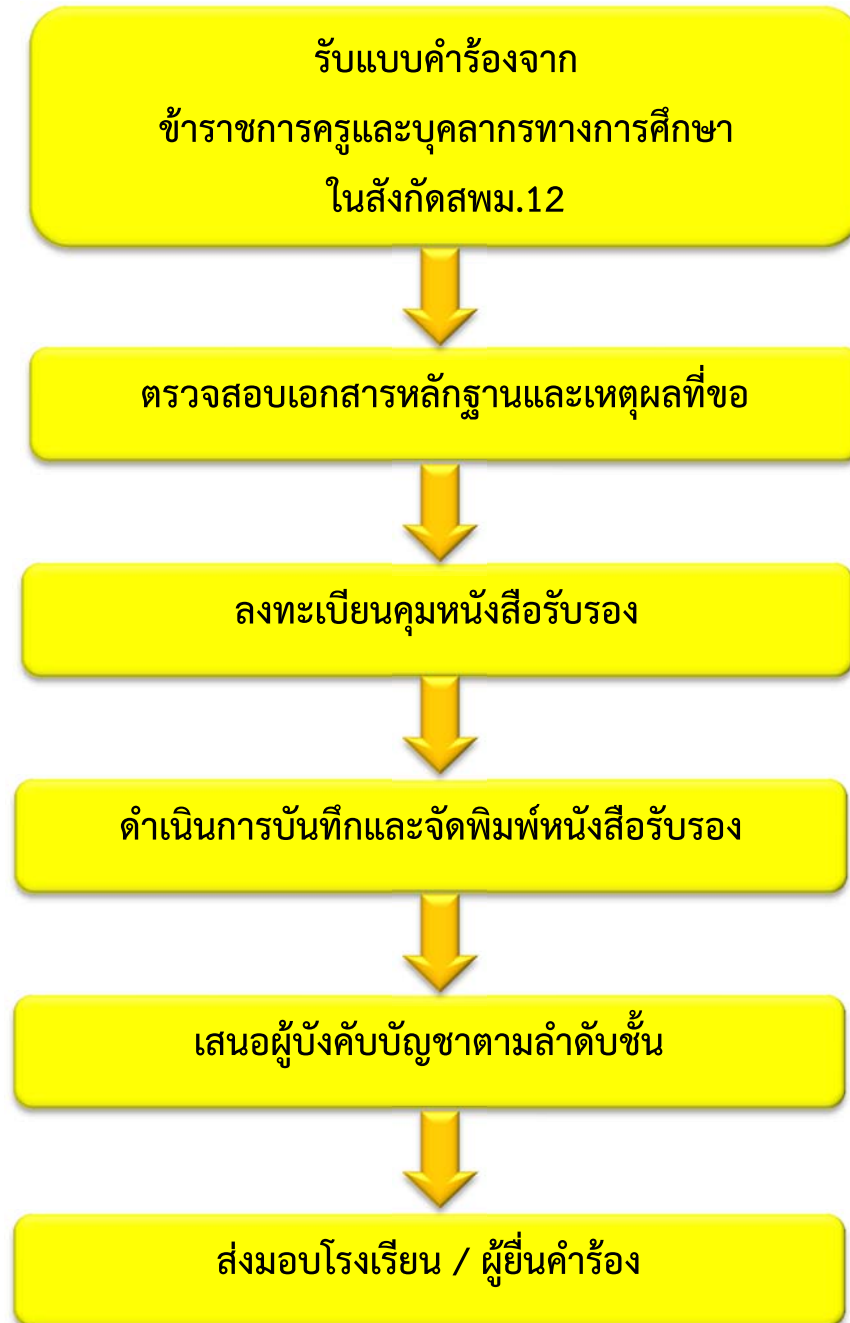 รับแบบคำร้องจาก
ข้าราชการครูและบุคลากรทางการศึกษา
ในสังกัดสพม.12
ตรวจสอบเอกสารหลักฐานและเหตุผลที่ขอ
ลงทะเบียนคุมหนังสือรับรอง
ดำเนินการบันทึกและจัดพิมพ์หนังสือรับรอง
เสนอผู้บังคับบัญชาตามลำดับชั้น
ส่งมอบโรงเรียน / ผู้ยื่นคำร้อง